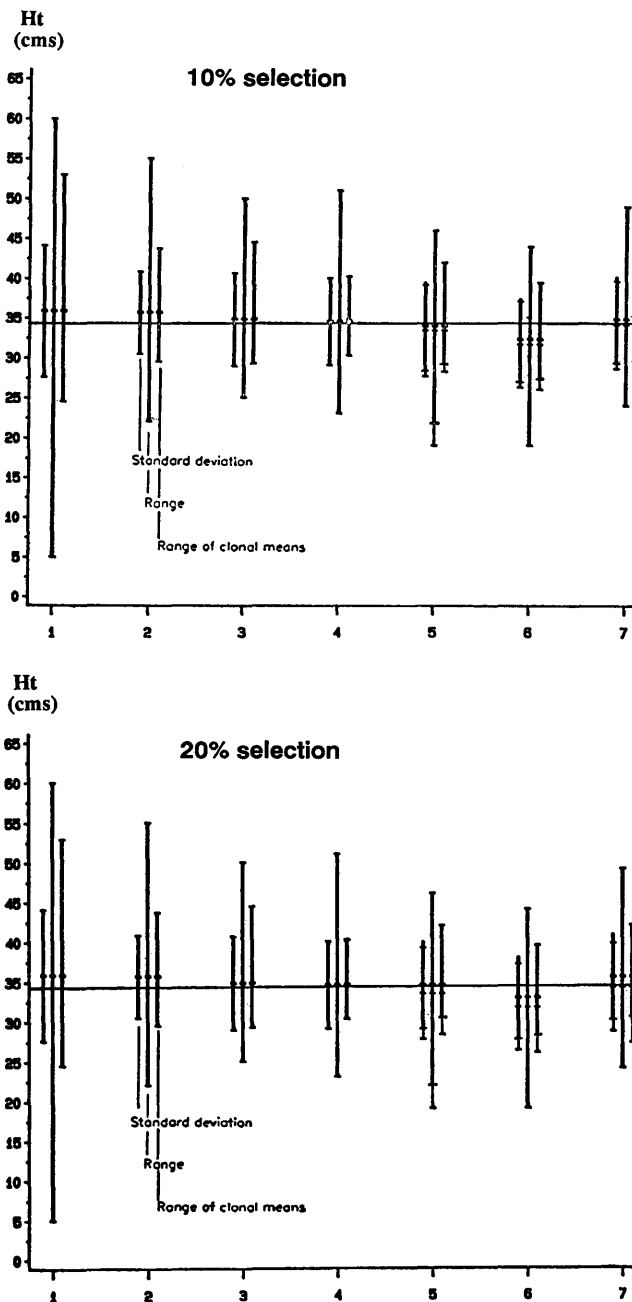 Ht
(cms)
10% selection
65
60
55
50
45
40
35
30
25
20
15
10
5
0
Standard deviation
Range
Range of clonal means
1 2 3 4 5 6 7
Ht
(cms)
20% selection
65
60
55
50
45
40
35
30
25
20
15
10
5
0
Standard deviation
Range
Range of clonal means
1 2 3 4 5 6 7